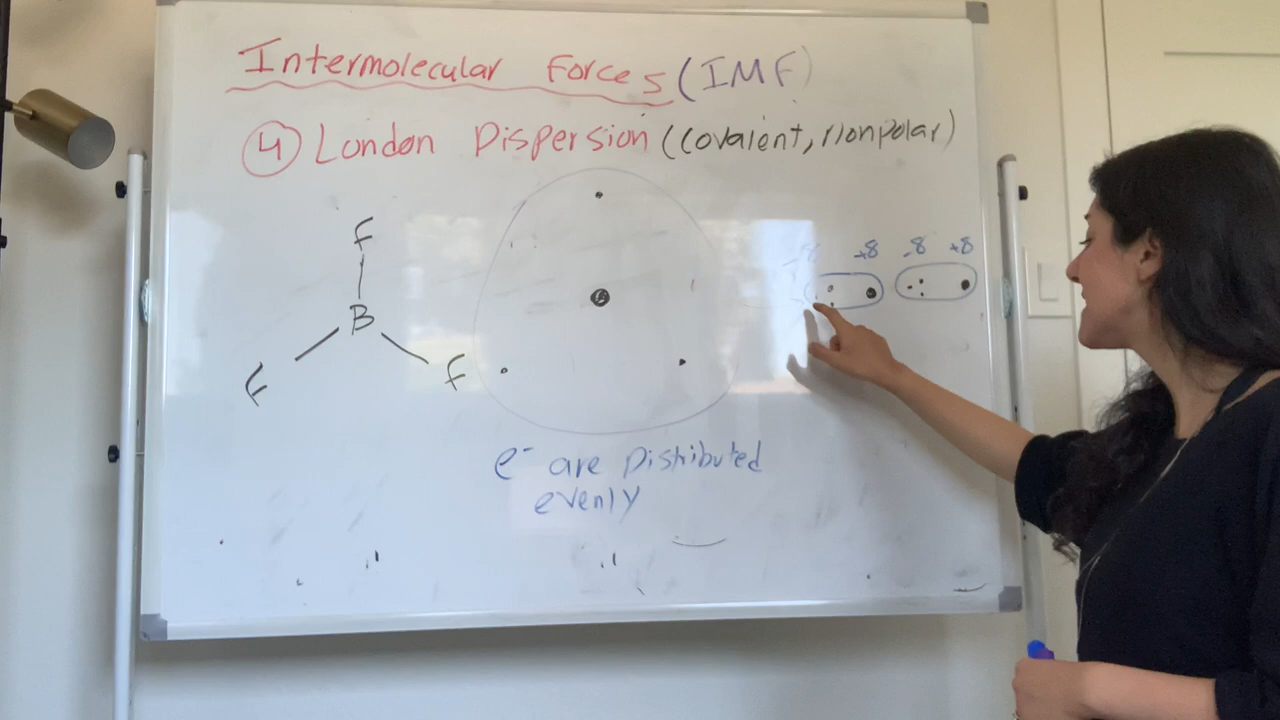 Intermolecular Forces (IMF)
4 London Dispersion (Covalent, nonpolar)
F
B
F
F
-δ +δ -δ +δ
e- are Distributed
evenly